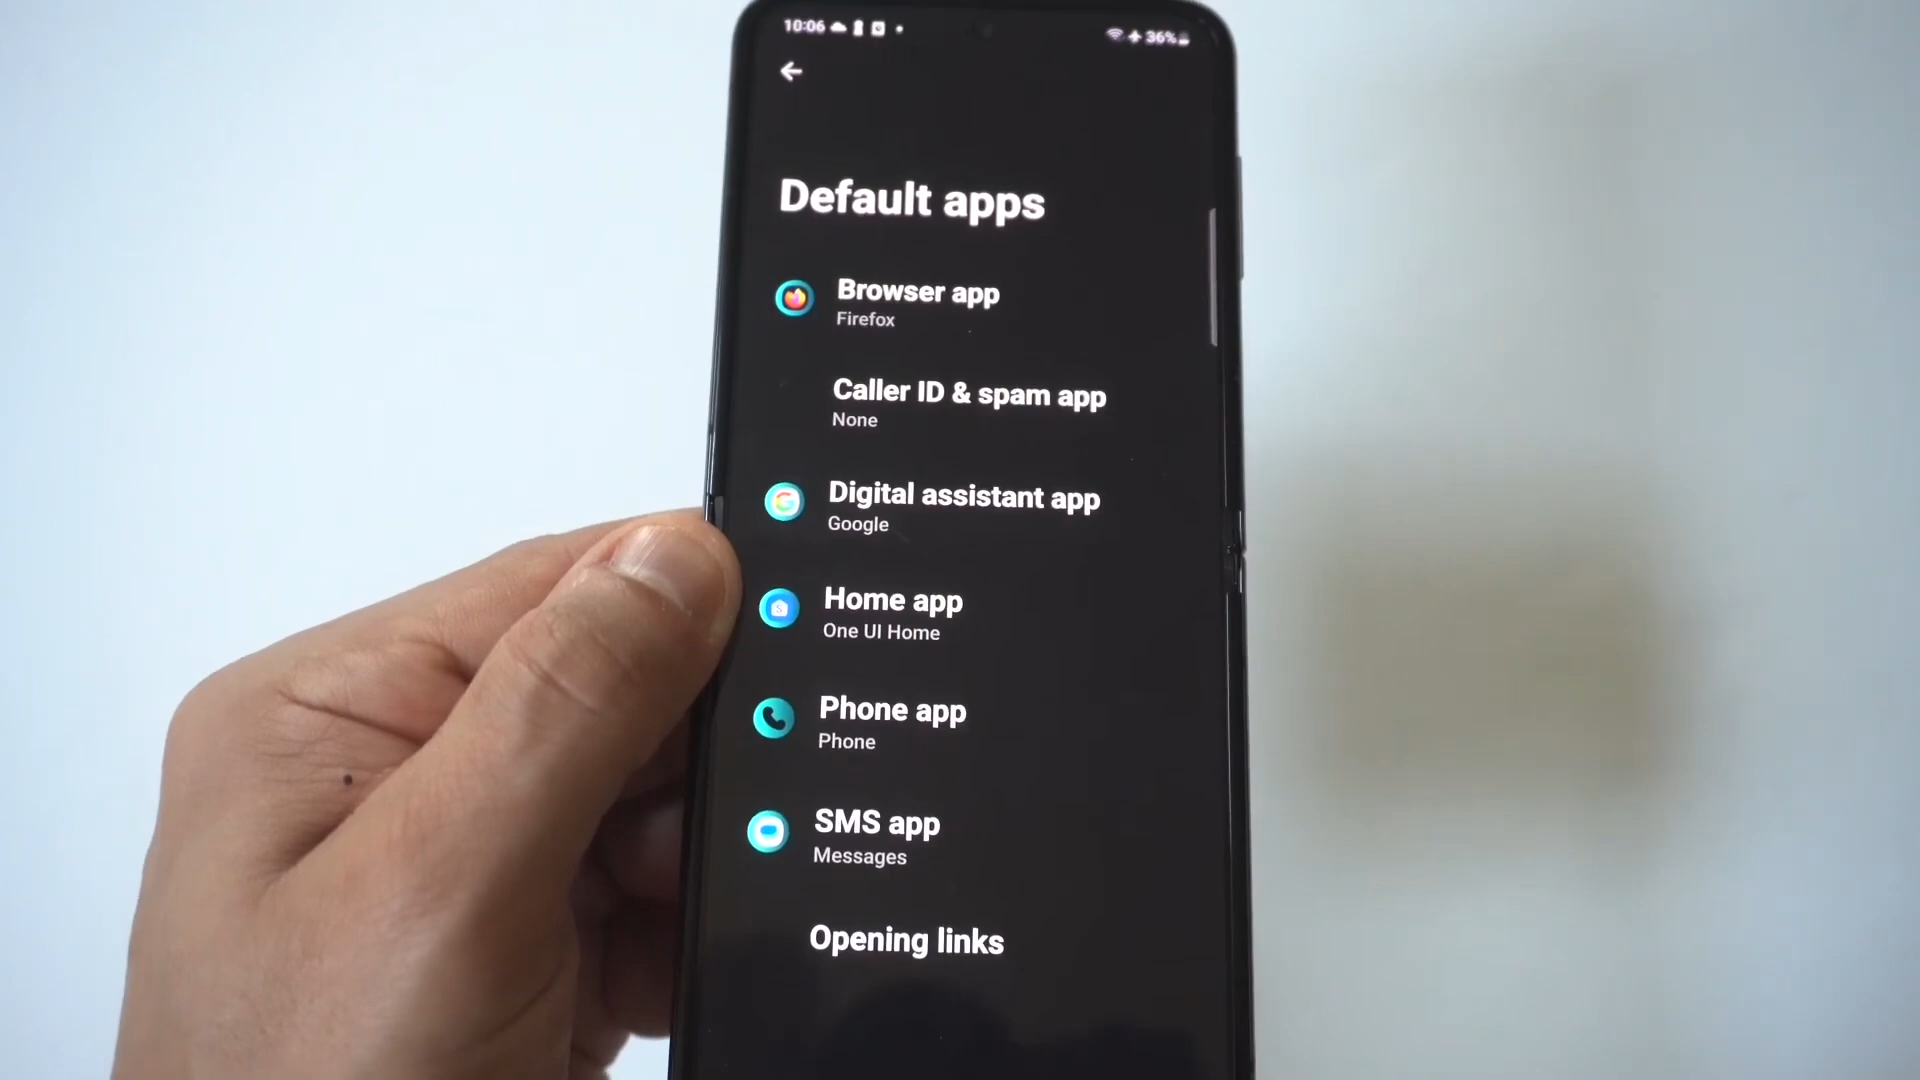 10:06
36%
Default apps
Browser app
Firefox
Caller ID & spam app
None
Digital assistant app
Google
Home app
One UI Home
Phone app
Phone
SMS app
Messages
Opening links